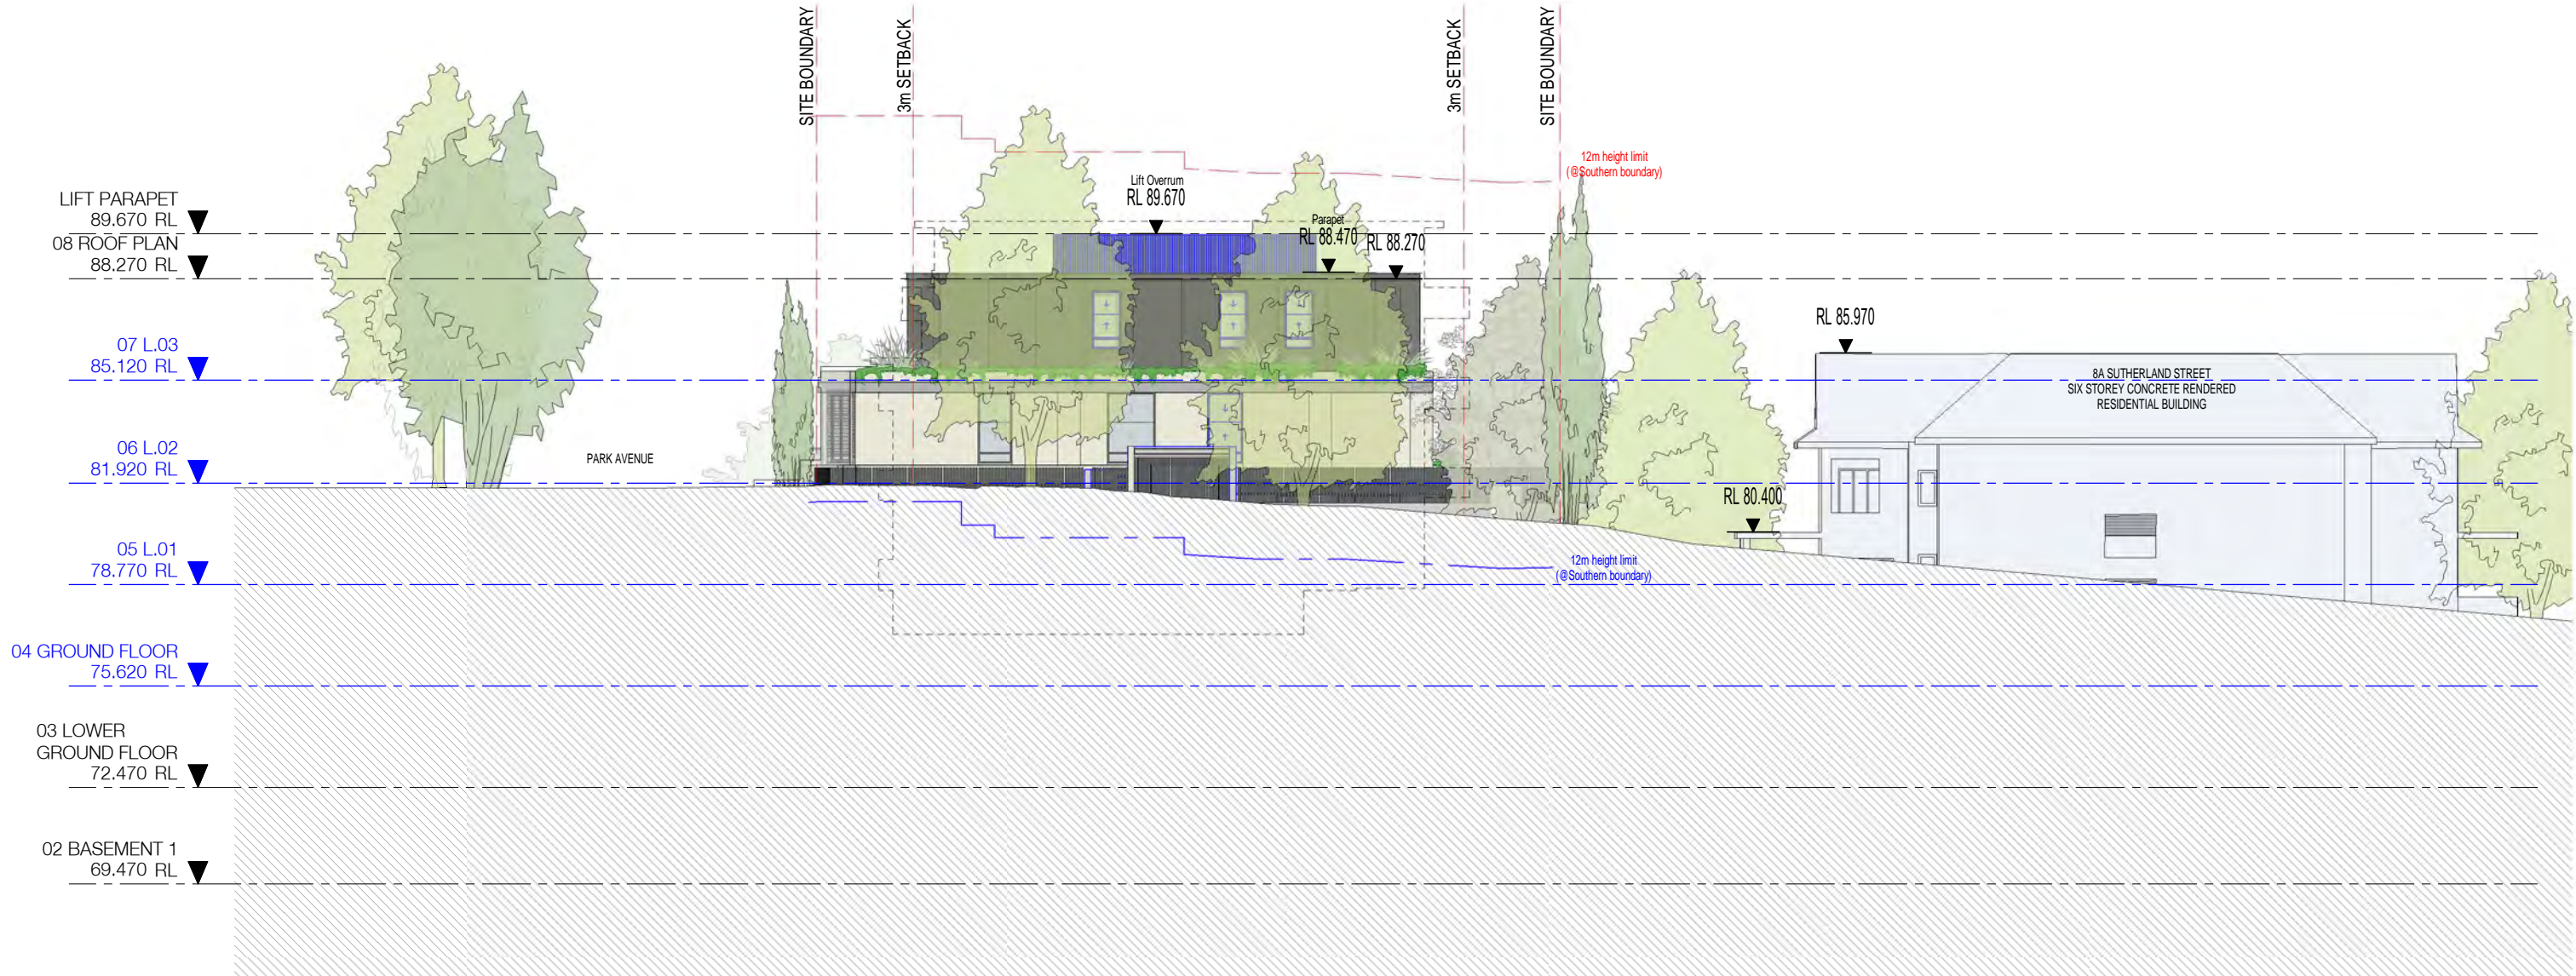 SITE BOUNDARY
3m SETBACK
3m SETBACK
SITE BOUNDARY
12m height limit
(@Southern boundary)
LIFT PARAPET
89.670 RL
08 ROOF PLAN
88.270 RL
Lift Overrum
RL 89.670
Parapet
RL 88.470
RL 88.270
RL 85.970
07 L.03
85.120 RL
8A SUTHERLAND STREET
SIX STOREY CONCRETE RENDERED
RESIDENTIAL BUILDING
06 L.02
81.920 RL
PARK AVENUE
RL 80.400
05 L.01
78.770 RL
12m height limit
(@Southern boundary)
04 GROUND FLOOR
75.620 RL
03 LOWER
GROUND FLOOR
72.470 RL
02 BASEMENT 1
69.470 RL